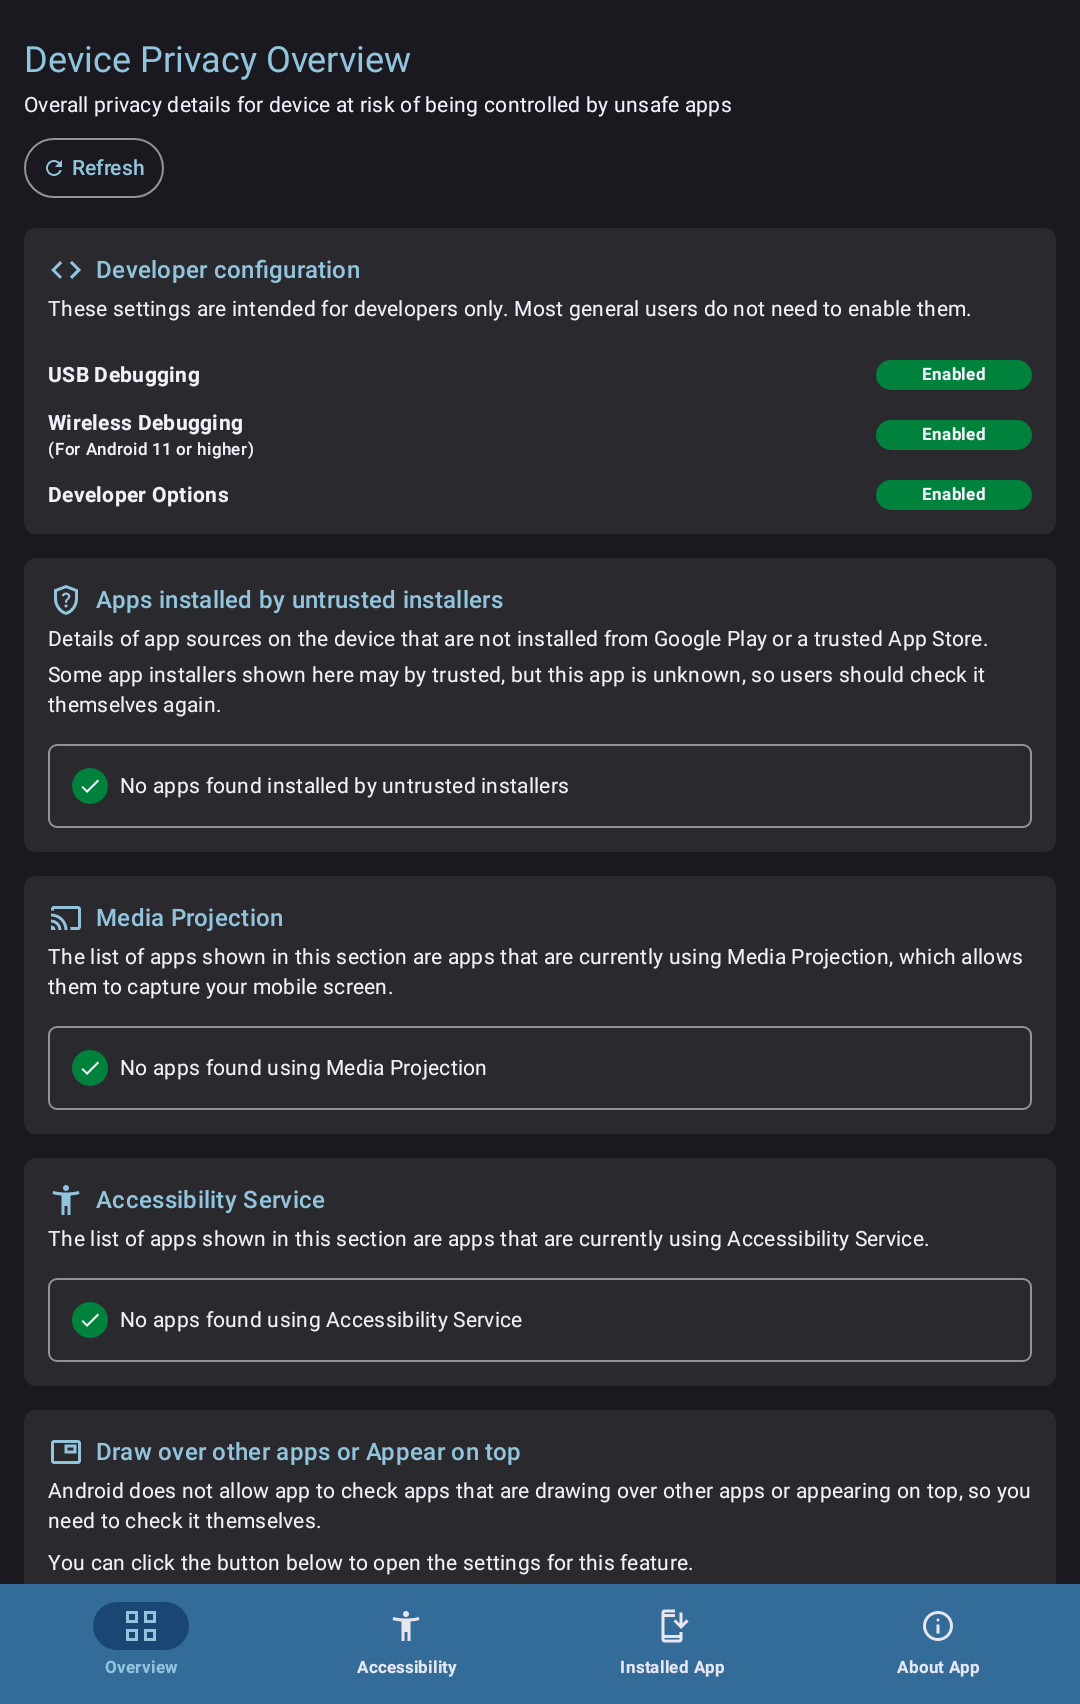 Device Privacy Overview
Overall privacy details for device at risk of being controlled by unsafe apps
Refresh
Developer configuration
These settings are intended for developers only. Most general users do not need to enable them.
USB Debugging
Enabled
Wireless Debugging
(For Android 11 or higher)
Enabled
Developer Options
Enabled
Apps installed by untrusted installers
Details of app sources on the device that are not installed from Google Play or a trusted App Store.
Some app installers shown here may by trusted, but this app is unknown, so users should check it
themselves again.
No apps found installed by untrusted installers
Media Projection
The list of apps shown in this section are apps that are currently using Media Projection, which allows
them to capture your mobile screen.
No apps found using Media Projection
Accessibility Service
The list of apps shown in this section are apps that are currently using Accessibility Service.
No apps found using Accessibility Service
Draw over other apps or Appear on top
Android does not allow app to check apps that are drawing over other apps or appearing on top, so you
need to check it themselves.
You can click the button below to open the settings for this feature.
Overview
Accessibility
Installed App
About App